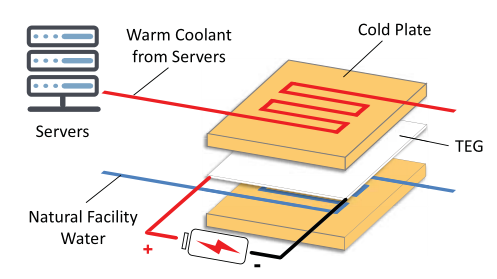 Warm Coolant
from Servers
Cold Plate
Servers
TEG
Natural Facility
Water
+
-